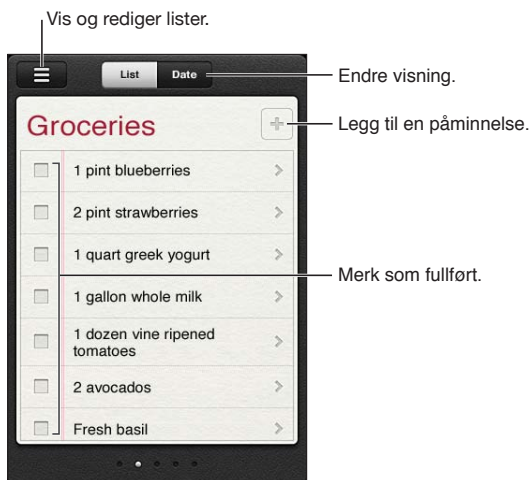 Vis og rediger lister.
List Date
Endre visning.
Groceries
Legg til en påminnelse.
1 pint blueberries
2 pint strawberries
1 quart greek yogurt
Merk som fullført.
1 gallon whole milk
1 dozen vine ripened
tomatoes
2 avocados
Fresh basil